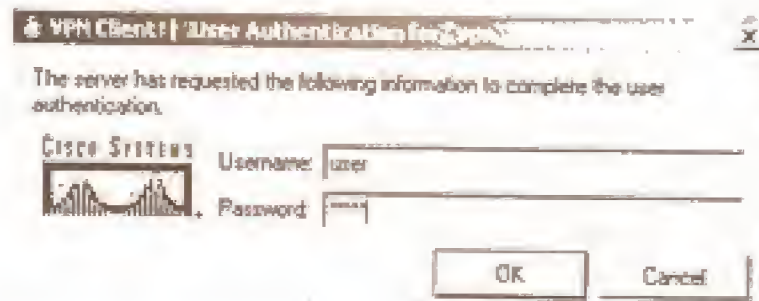 VPN Client | User Authentication for
The server has requested the following information to complete the user
authentication.
CISCO SYSTEMS
Username: user
Password: ****
OK
Cancel